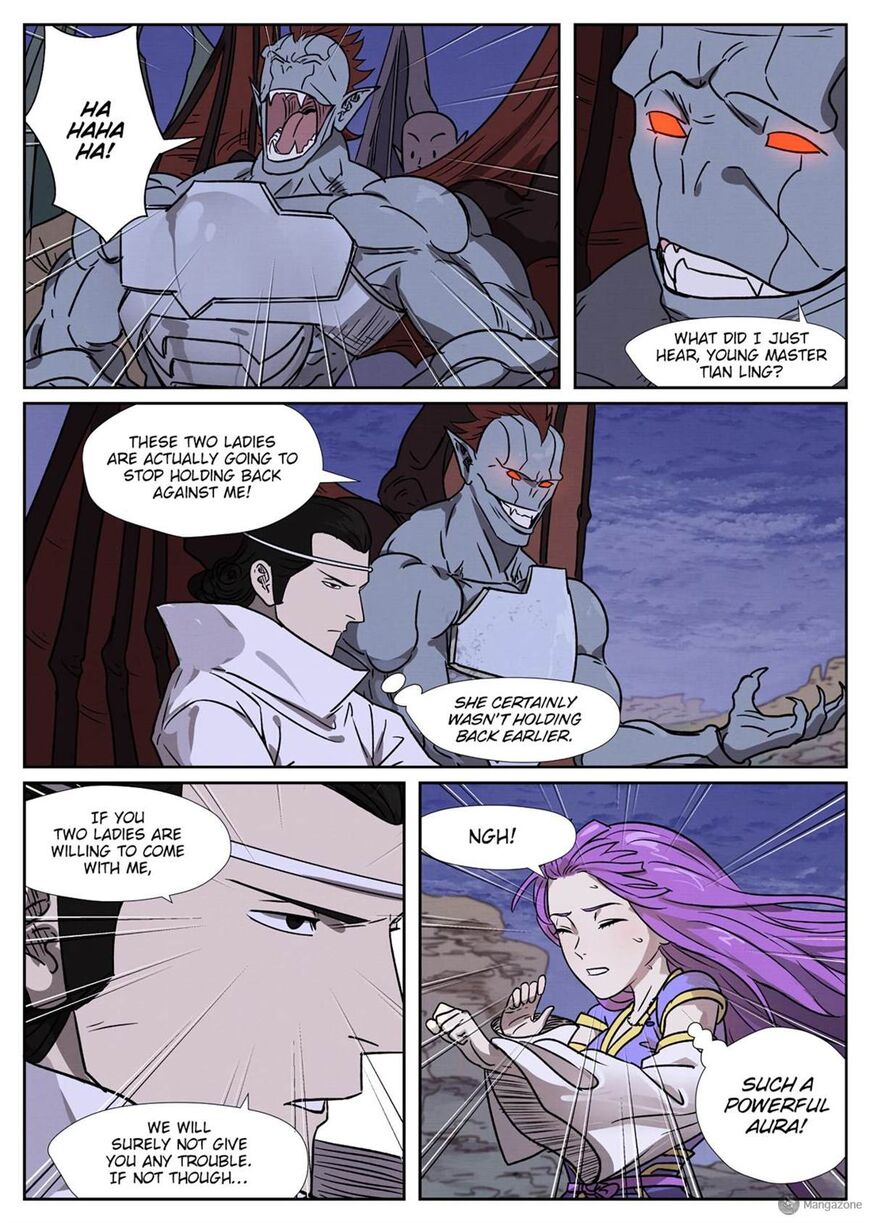 HA
HAHA
HA!
WHAT DID I JUST
HEAR, YOUNG MASTER
TIAN LING?
THESE TWO LADIES
ARE ACTUALLY GOING TO
STOP HOLDING BACK
AGAINST ME!
SHE CERTAINLY
WASN'T HOLDING
BACK EARLIER.
IF YOU
TWO LADIES ARE
WILLING TO COME
WITH ME,
WE WILL
SURELY NOT GIVE
YOU ANY TROUBLE.
IF NOT THOUGH...
NGH!
SUCH A
POWERFUL
AURA!
Mangazone